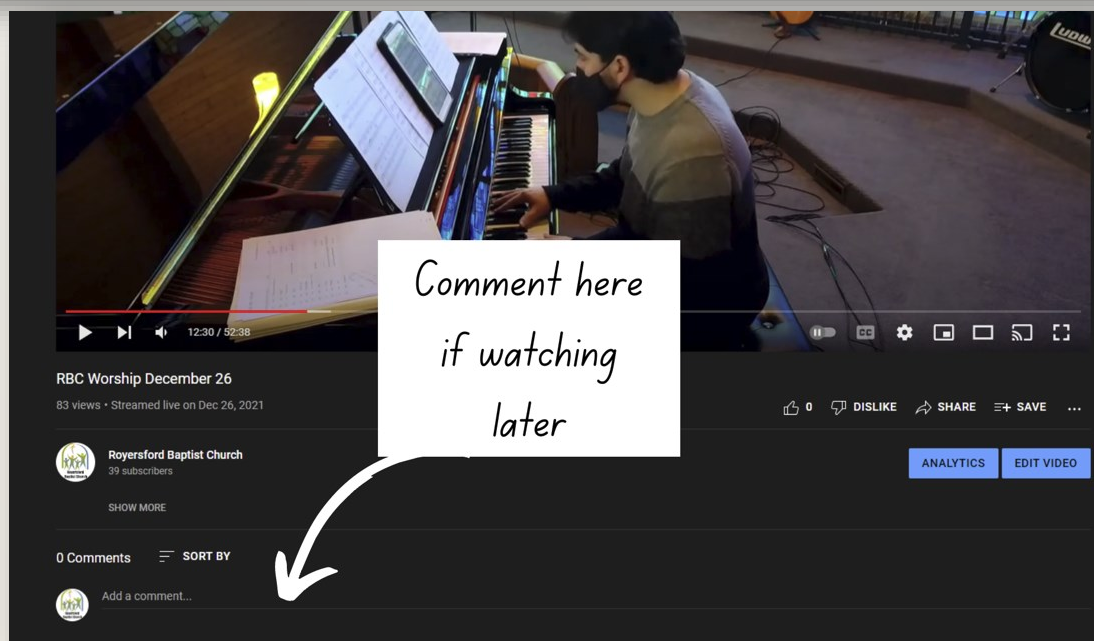 LUDW
12:30 / 52:38
CC
Comment here
if watching
later
RBC Worship December 26
83 views • Streamed live on Dec 26, 2021
0 DISLIKE SHARE SAVE ...
Royersford Baptist Church
39 subscribers
ANALYTICS EDIT VIDEO
SHOW MORE
0 Comments SORT BY
Add a comment...